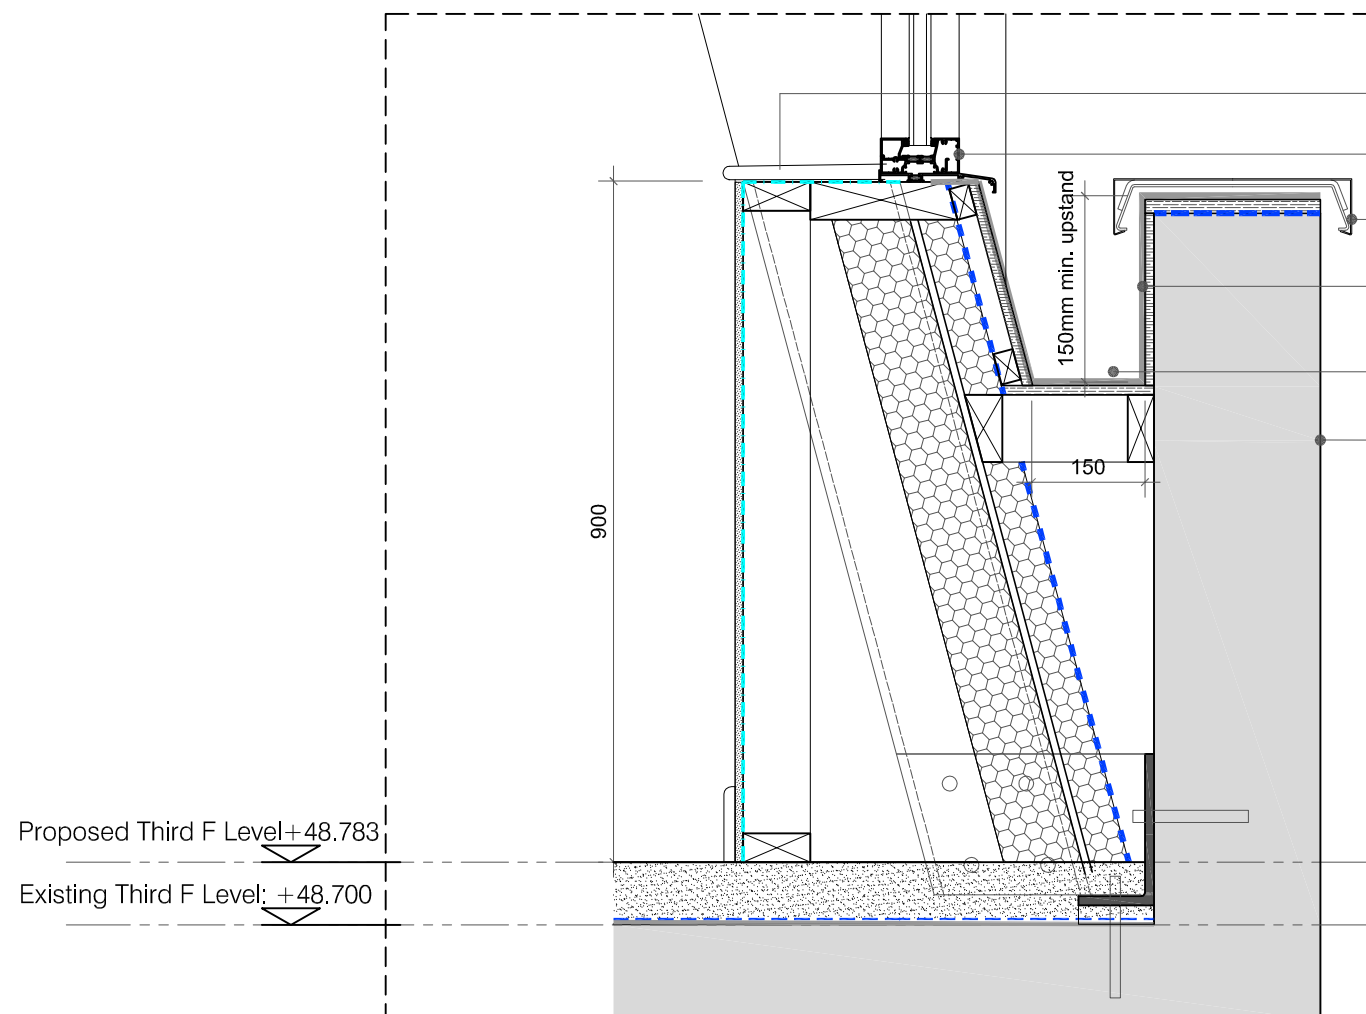 150mm min. upstand
150
900
Proposed Third F Level+48.783
Existing Third F Level: +48.700